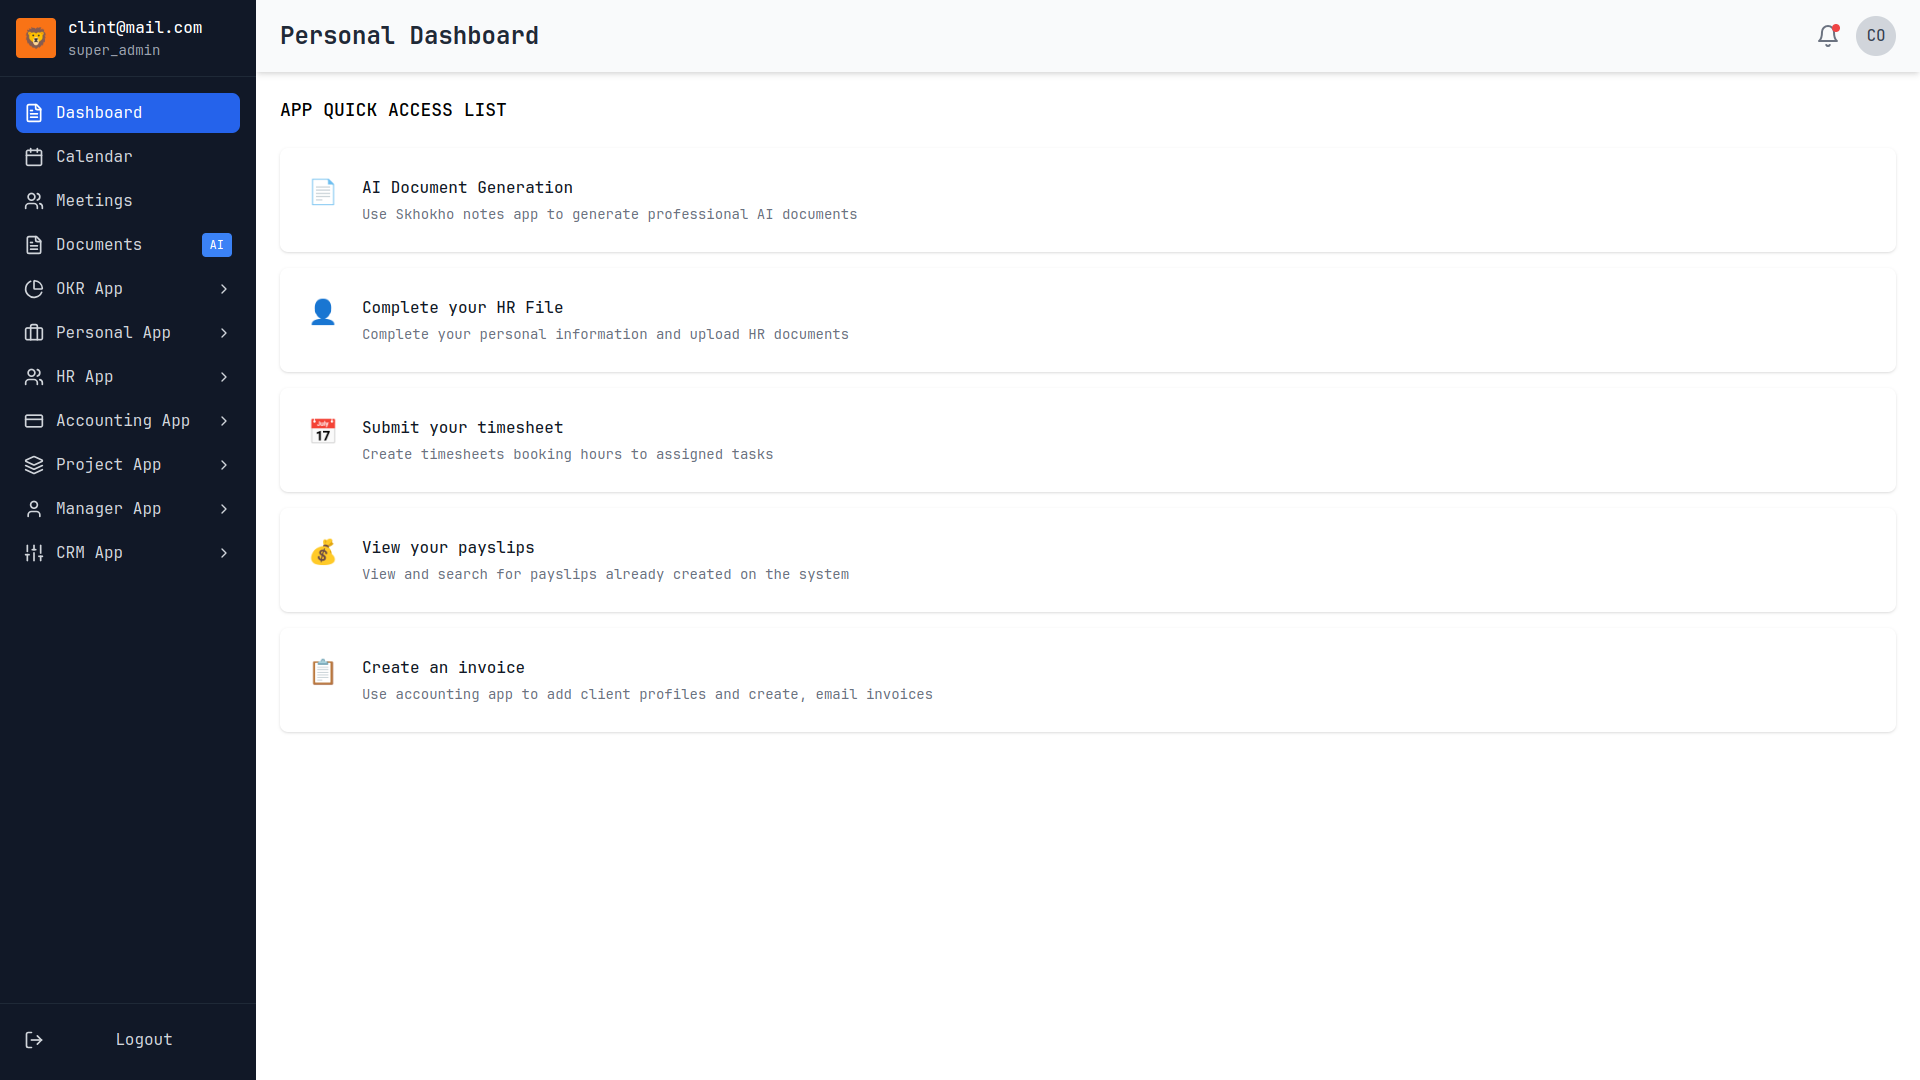 clint@mail.com
super_admin
Dashboard
Calendar
Meetings
Documents AI
OKR App
Personal App
HR App
Accounting App
Project App
Manager App
CRM App
Logout
Personal Dashboard
CO
APP QUICK ACCESS LIST
AI Document Generation
Use Skhokho notes app to generate professional AI documents
Complete your HR File
Complete your personal information and upload HR documents
July
17
Submit your timesheet
Create timesheets booking hours to assigned tasks
View your payslips
View and search for payslips already created on the system
Create an invoice
Use accounting app to add client profiles and create, email invoices